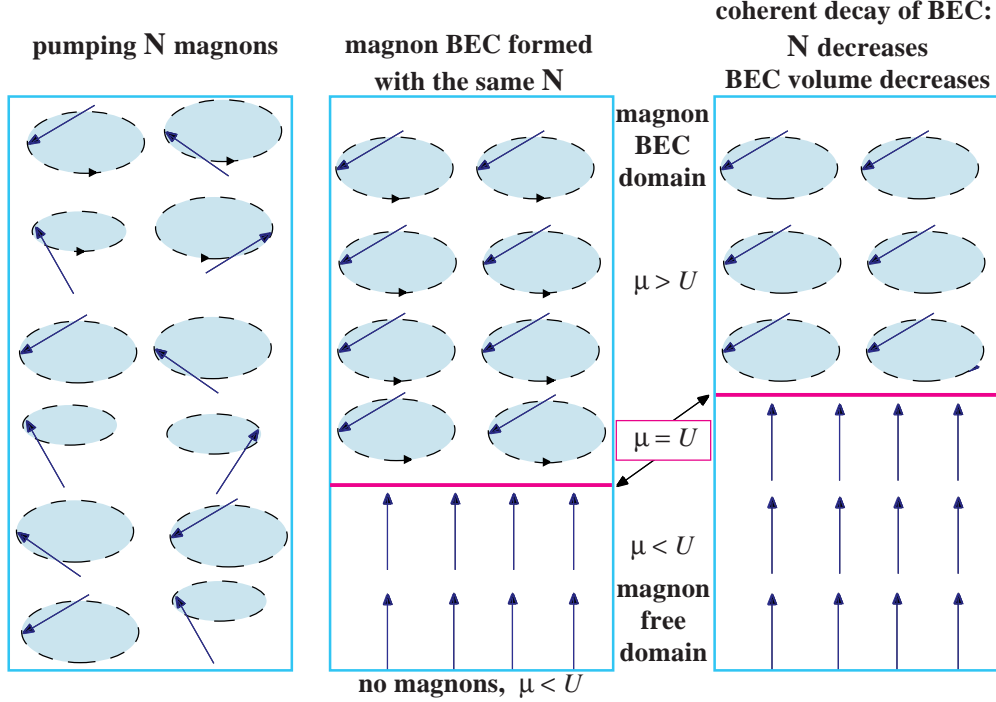 pumping N magnons
magnon BEC formed
with the same N
coherent decay of BEC:
N decreases
BEC volume decreases
magnon
BEC
domain
μ > U
μ = U
μ < U
magnon
free
domain
no magnons, μ < U